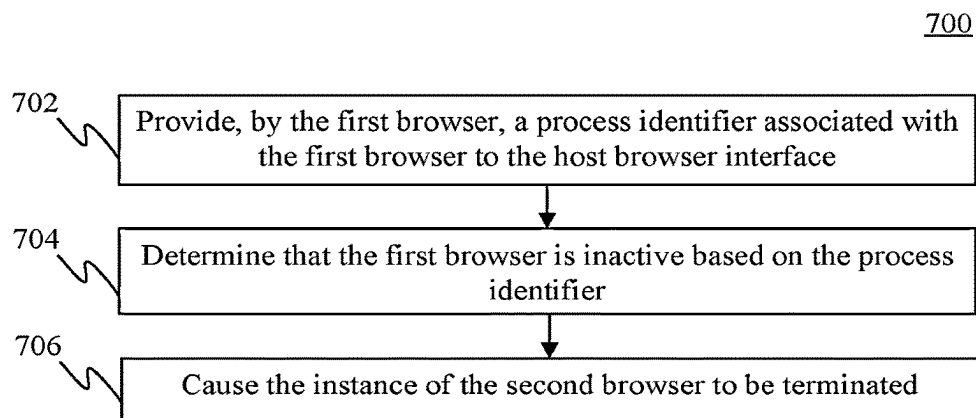 700
702
Provide, by the first browser, a process identifier associated with
the first browser to the host browser interface
704
Determine that the first browser is inactive based on the process
identifier
706
Cause the instance of the second browser to be terminated